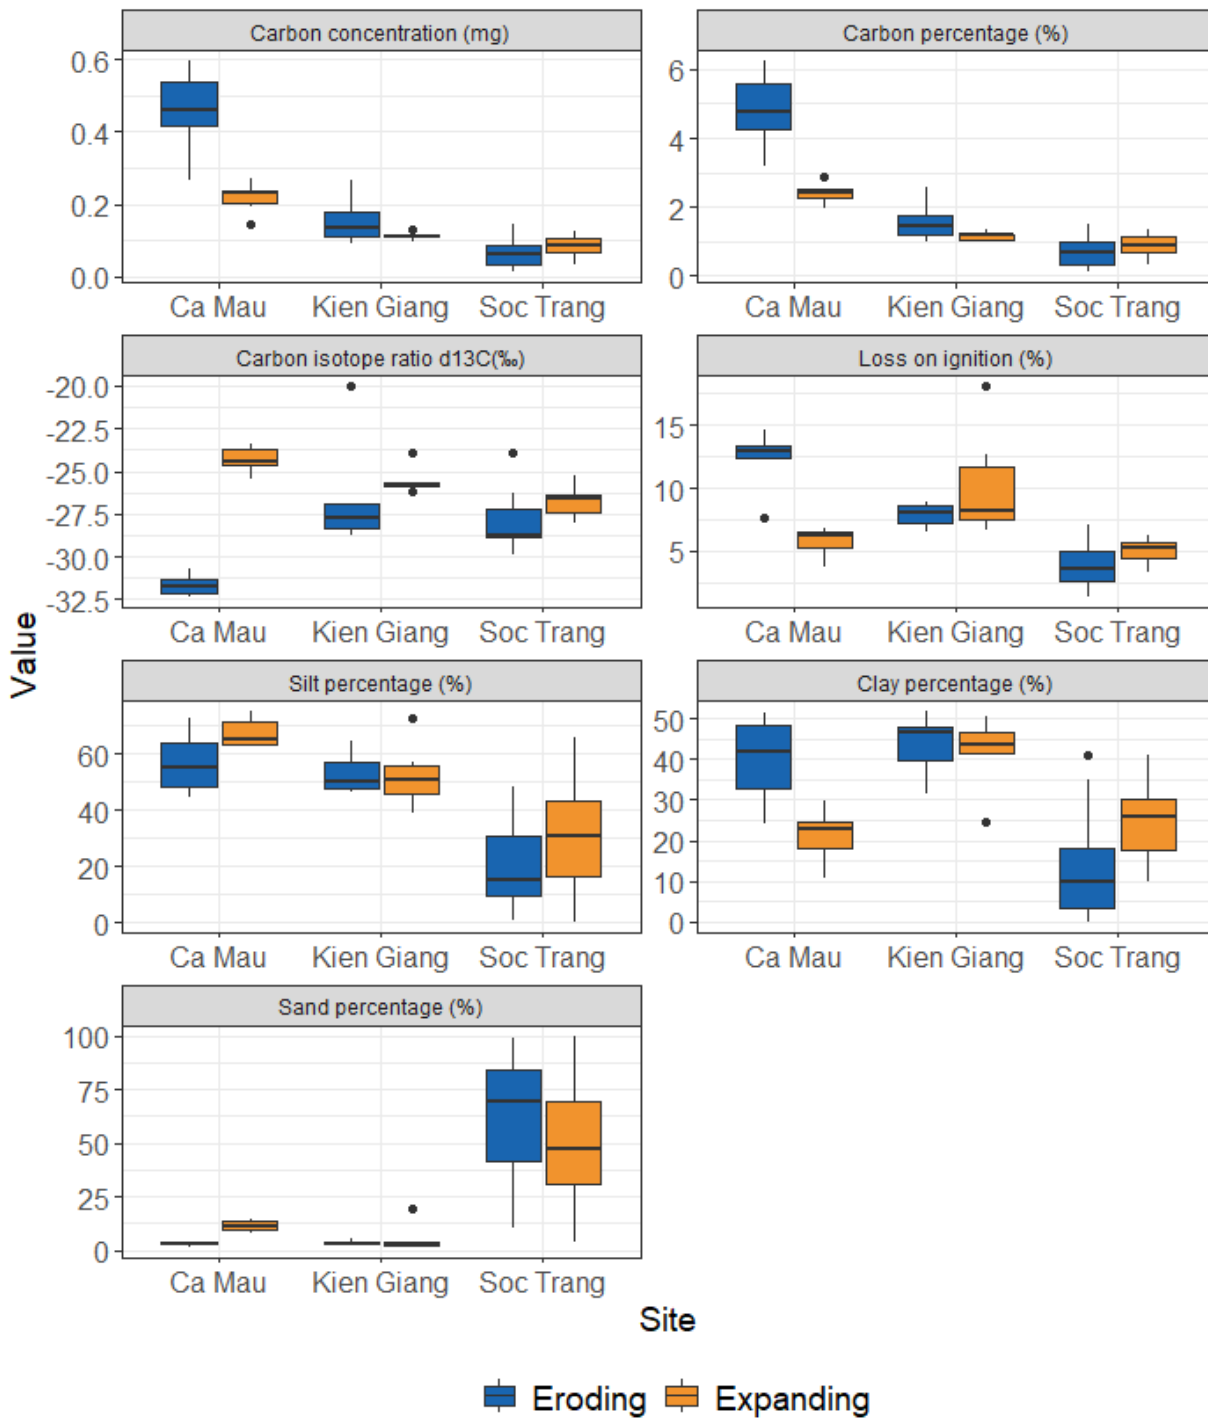 Carbon concentration (mg)
0.6
0.4
0.2
0.0
Ca Mau Kien Giang Soc Trang
Carbon percentage (%)
6
4
2
0
Ca Mau Kien Giang Soc Trang
Carbon isotope ratio d13C(‰)
-20.0
-22.5
-25.0
-27.5
-30.0
-32.5
Ca Mau Kien Giang Soc Trang
Loss on ignition (%)
15
10
5
Ca Mau Kien Giang Soc Trang
Value
Silt percentage (%)
60
40
20
0
Ca Mau Kien Giang Soc Trang
Clay percentage (%)
50
40
30
20
10
0
Ca Mau Kien Giang Soc Trang
Sand percentage (%)
100
75
50
25
0
Ca Mau Kien Giang Soc Trang
Site
Eroding Expanding